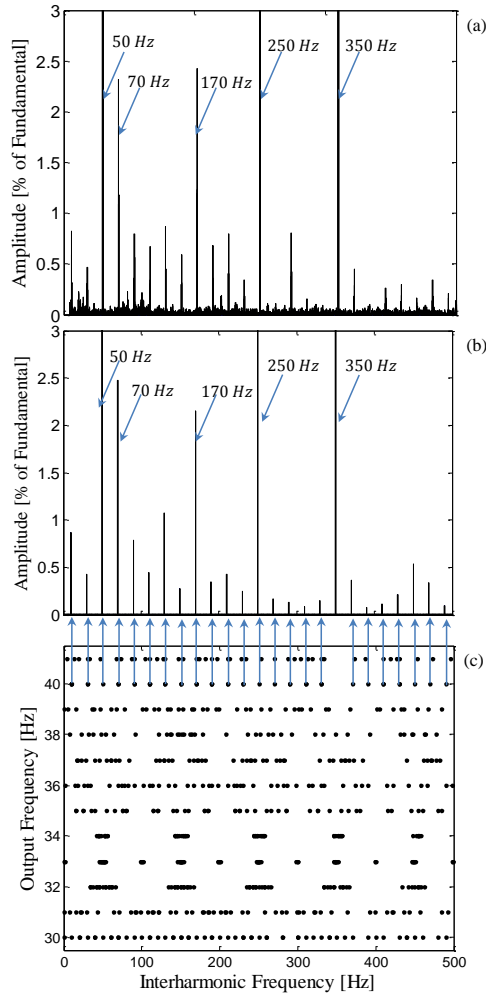 (a)
3
2.5
2
1.5
1
0.5
0
Amplitude [% of Fundamental]
50 Hz
70 Hz
170 Hz
250 Hz
350 Hz
(b)
3
2.5
2
1.5
1
0.5
0
Amplitude [% of Fundamental]
50 Hz
70 Hz
170 Hz
250 Hz
350 Hz
(c)
40
38
36
34
32
30
Output Frequency [Hz]
0 100 200 300 400 500
Interharmonic Frequency [Hz]